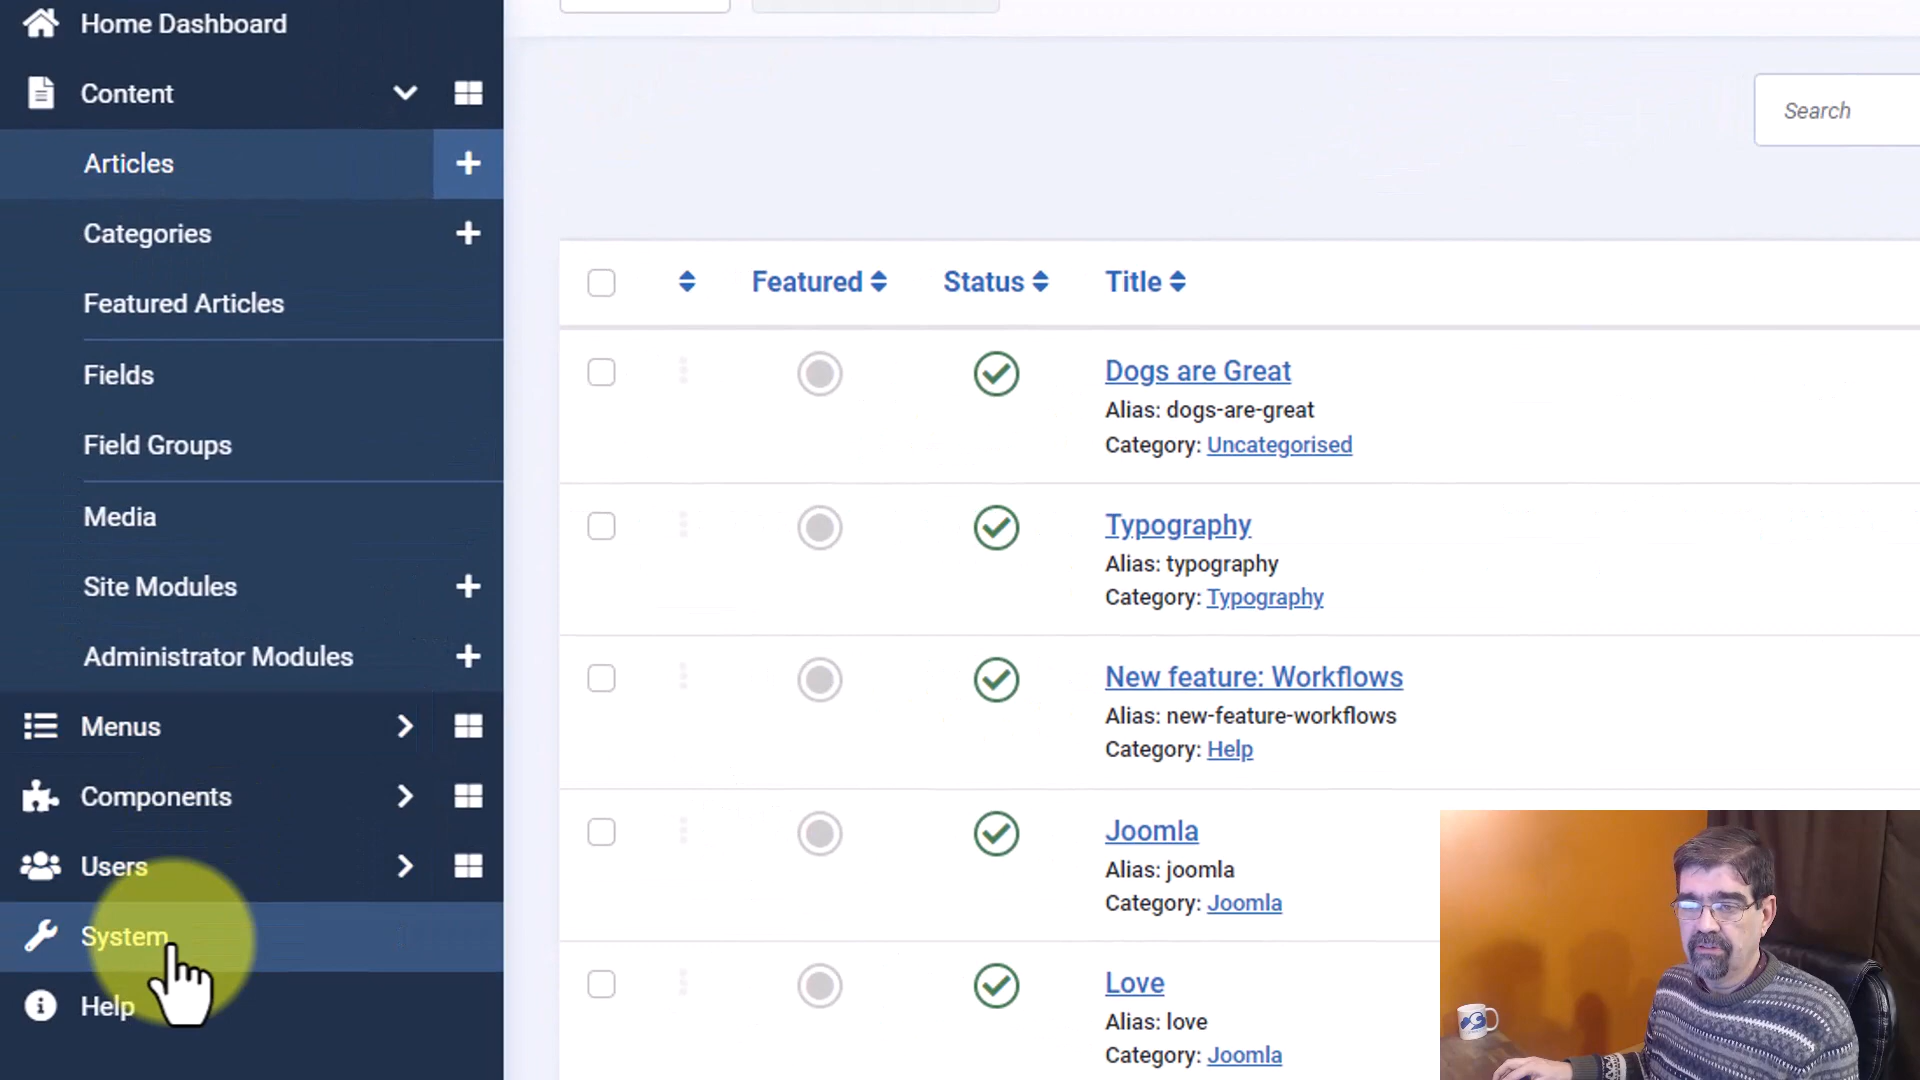 Home Dashboard
Content
Articles
Categories
Featured Articles
Fields
Field Groups
Media
Site Modules
Administrator Modules
Menus
Components
Users
System
Help
Search
Featured Status Title
Dogs are Great
Alias: dogs-are-great
Category: Uncategorised
Typography
Alias: typography
Category: Typography
New feature: Workflows
Alias: new-feature-workflows
Category: Help
Joomla
Alias: joomla
Category: Joomla
Love
Alias: love
Category: Joomla